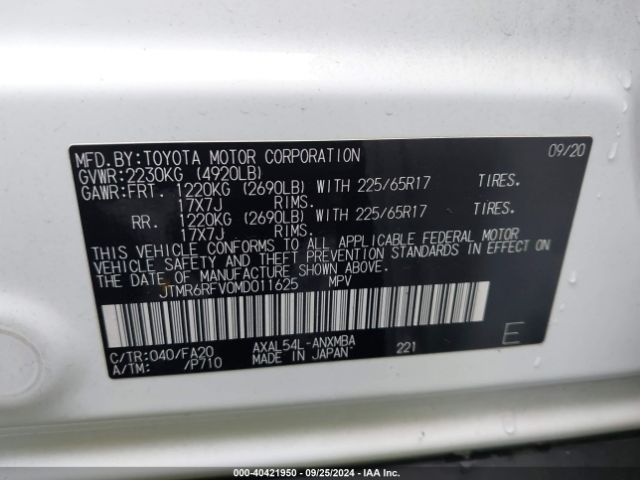 MFD.BY:TOYOTA MOTOR CORPORATION 09/20
GVWR:2230KG (4920LB)
GAWR:FRT. 1220KG (2690LB) WITH 225/65R17 TIRES.
17X7J RIMS.
RR. 1220KG (2690LB) WITH 225/65R17 TIRES.
17X7J RIMS.
THIS VEHICLE CONFORMS TO ALL APPLICABLE FEDERAL MOTOR
VEHICLE SAFETY AND THEFT PREVENTION STANDARDS IN EFFECT ON
THE DATE OF MANUFACTURE SHOWN ABOVE.
JTMR6RFV0MD011625 MPV
C/TR:040/FA20 AXAL54L-ANXMBA 221 E
A/TM: /P710 MADE IN JAPAN
000-40421950 - 09/25/2024 - IAAI.com